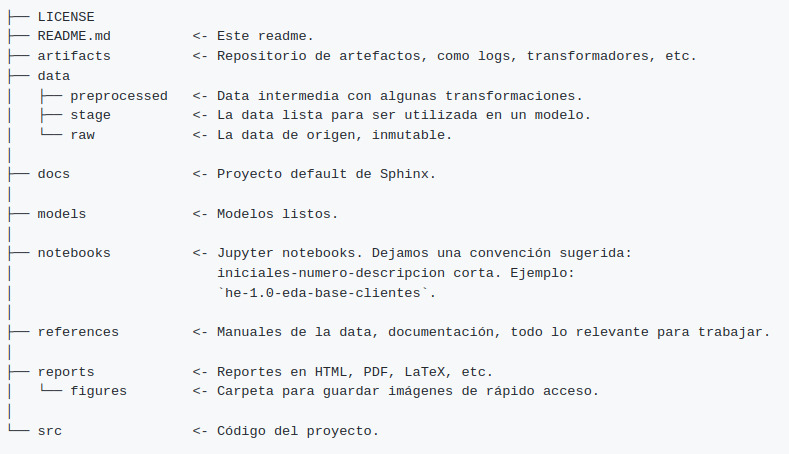 ├── LICENSE
├── README.md          <- Este readme.
├── artifacts          <- Repositorio de artefactos, como logs, transformadores, etc.
├── data
│   ├── preprocessed   <- Data intermedia con algunas transformaciones.
│   ├── stage          <- La data lista para ser utilizada en un modelo.
│   └── raw            <- La data de origen, inmutable.
│
├── docs               <- Proyecto default de Sphinx.
│
├── models             <- Modelos listos.
│
├── notebooks          <- Jupyter notebooks. Dejamos una convención sugerida:
│                         iniciales-numero-descripcion corta. Ejemplo:
│                         `he-1.0-eda-base-clientes`.
│
├── references         <- Manuales de la data, documentación, todo lo relevante para trabajar.
│
├── reports            <- Reportes en HTML, PDF, LaTeX, etc.
│   └── figures        <- Carpeta para guardar imágenes de rápido acceso.
│
└── src                <- Código del proyecto.